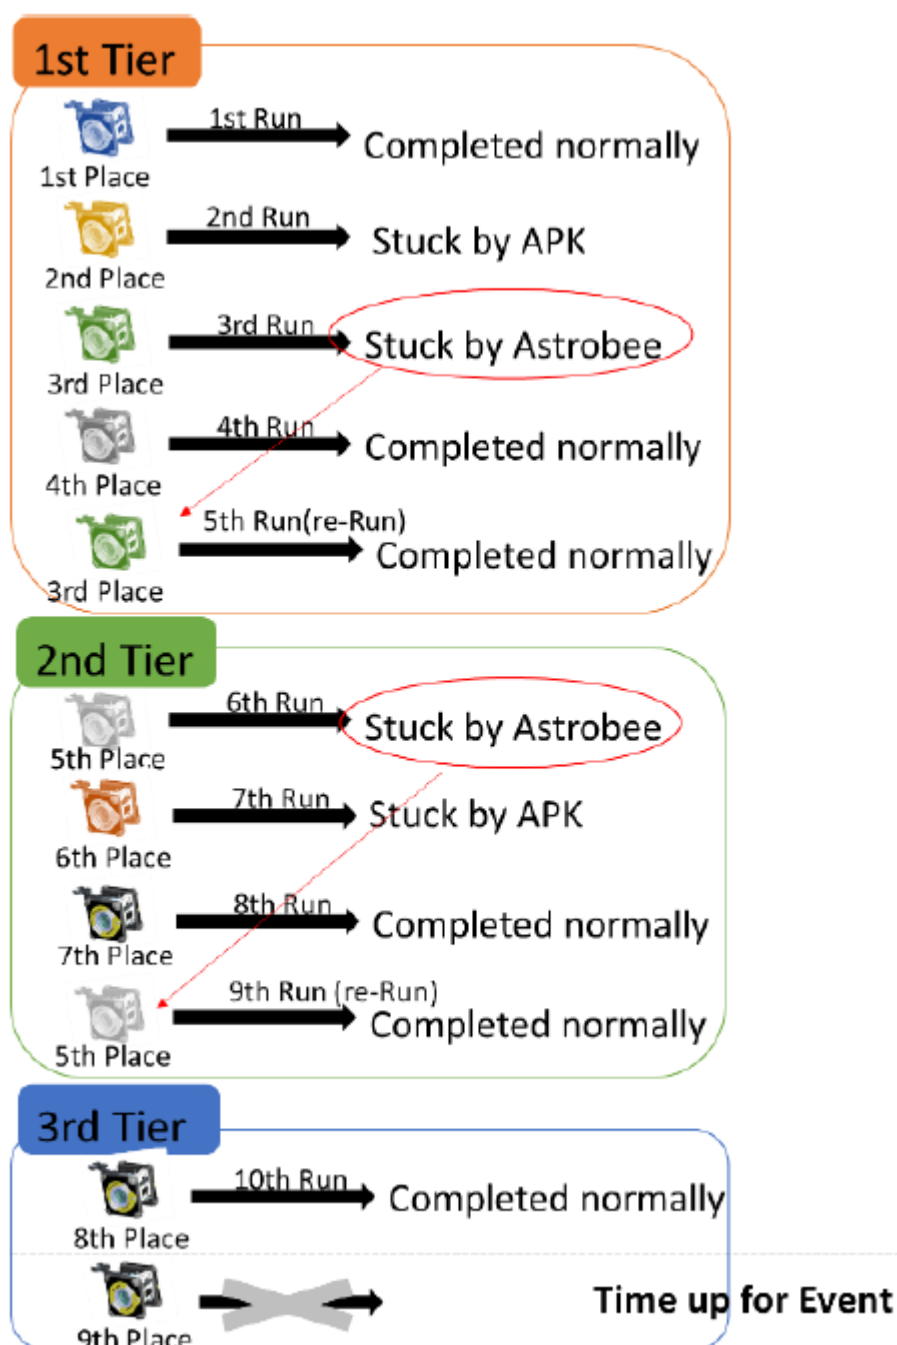 1st Tier
1st Run
Completed normally
1st Place
2nd Run
Stuck by APK
2nd Place
3rd Run
Stuck by Astrobee
3rd Place
4th Run
Completed normally
4th Place
5th Run(re-Run)
Completed normally
3rd Place
2nd Tier
6th Run
Stuck by Astrobee
5th Place
7th Run
Stuck by APK
6th Place
8th Run
Completed normally
7th Place
9th Run (re-Run)
Completed normally
5th Place
3rd Tier
10th Run
Completed normally
8th Place
Time up for Event
9th Place